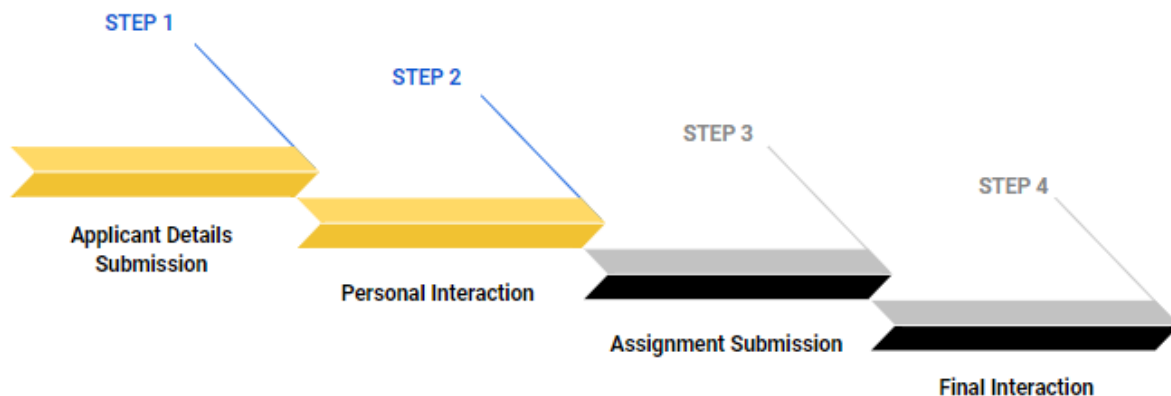 STEP 1
STEP 2
STEP 3
STEP 4
Applicant Details
Submission
Personal Interaction
Assignment Submission
Final Interaction